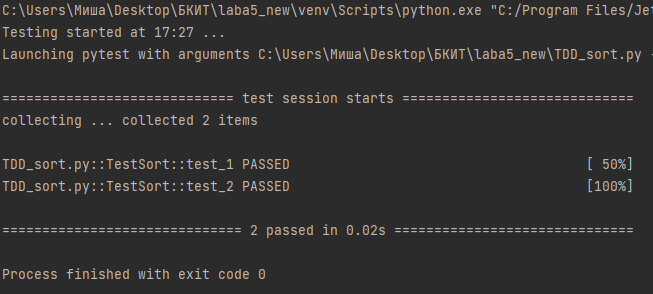 C:\Users\Миша\Desktop\БКИТ\laba5_new\venv\Scripts\python.exe "C:/Program Files/Je
Testing started at 17:27 ...
Launching pytest with arguments C:\Users\Миша\Desktop\БКИТ\laba5_new\TDD_sort.py -
============================= test session starts =============================
collecting ... collected 2 items
TDD_sort.py::TestSort::test_1 PASSED [ 50%]
TDD_sort.py::TestSort::test_2 PASSED [100%]
============================== 2 passed in 0.02s ==============================
Process finished with exit code 0